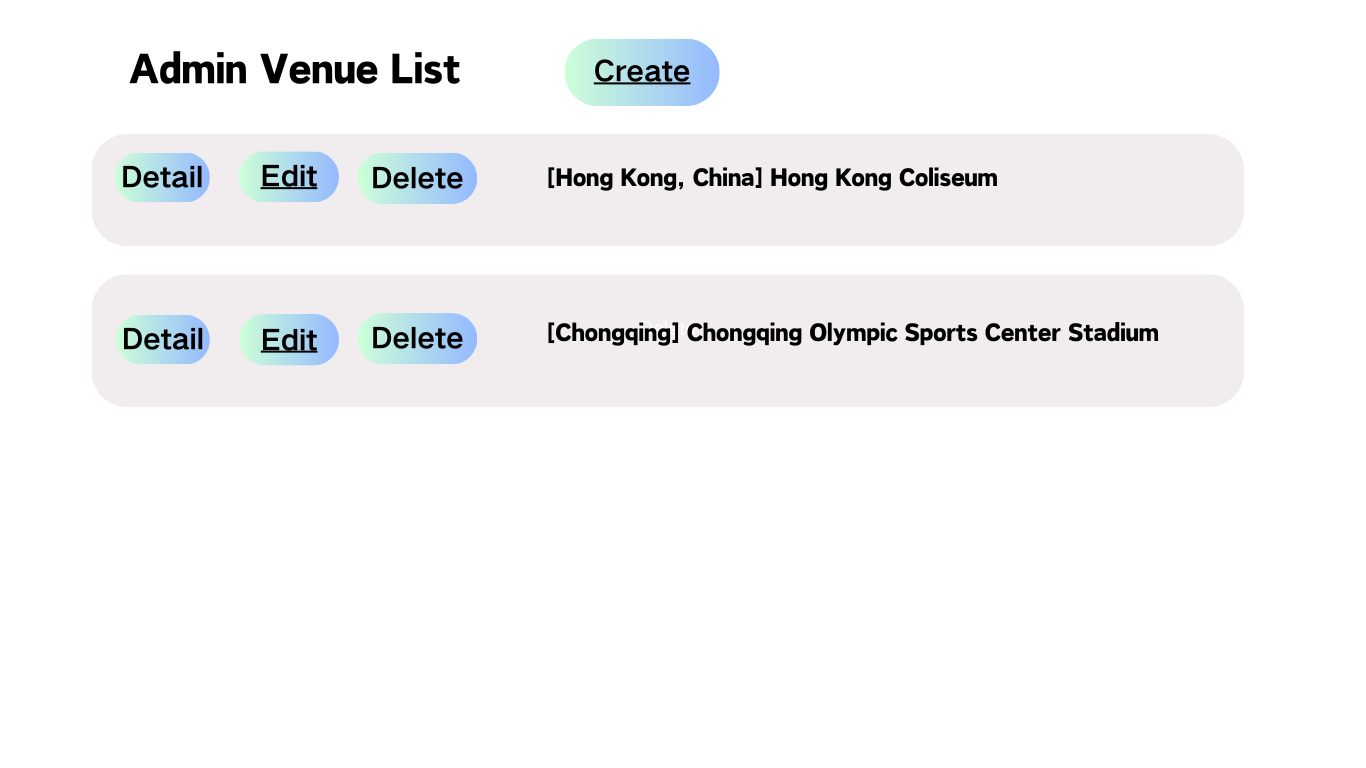 Admin Venue List
Create
Detail Edit Delete [Hong Kong, China] Hong Kong Coliseum
Detail Edit Delete [Chongqing] Chongqing Olympic Sports Center Stadium